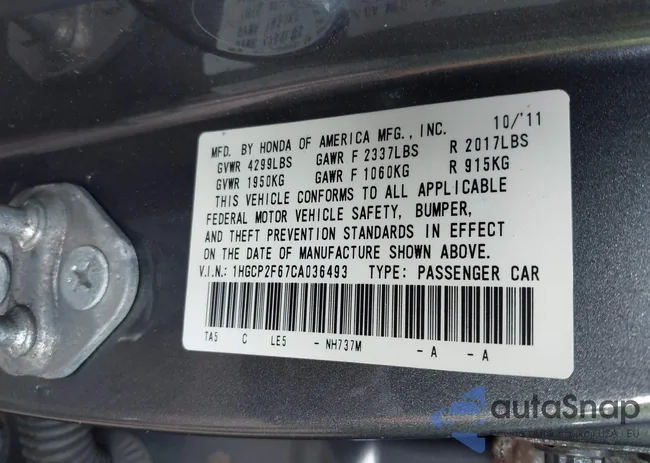 10/'11
MFD. BY HONDA OF AMERICA MFG., INC.
GVWR 4299LBS GAWR F 2337LBS R 2017LBS
GVWR 1950KG GAWR F 1060KG R 915KG
THIS VEHICLE CONFORMS TO ALL APPLICABLE
FEDERAL MOTOR VEHICLE SAFETY, BUMPER,
AND THEFT PREVENTION STANDARDS IN EFFECT
ON THE DATE OF MANUFACTURE SHOWN ABOVE.
V.I.N.: 1HGCP2F67CA036493 TYPE: PASSENGER CAR
TA5 C LE5 - NH737M - A - A
autoSnap